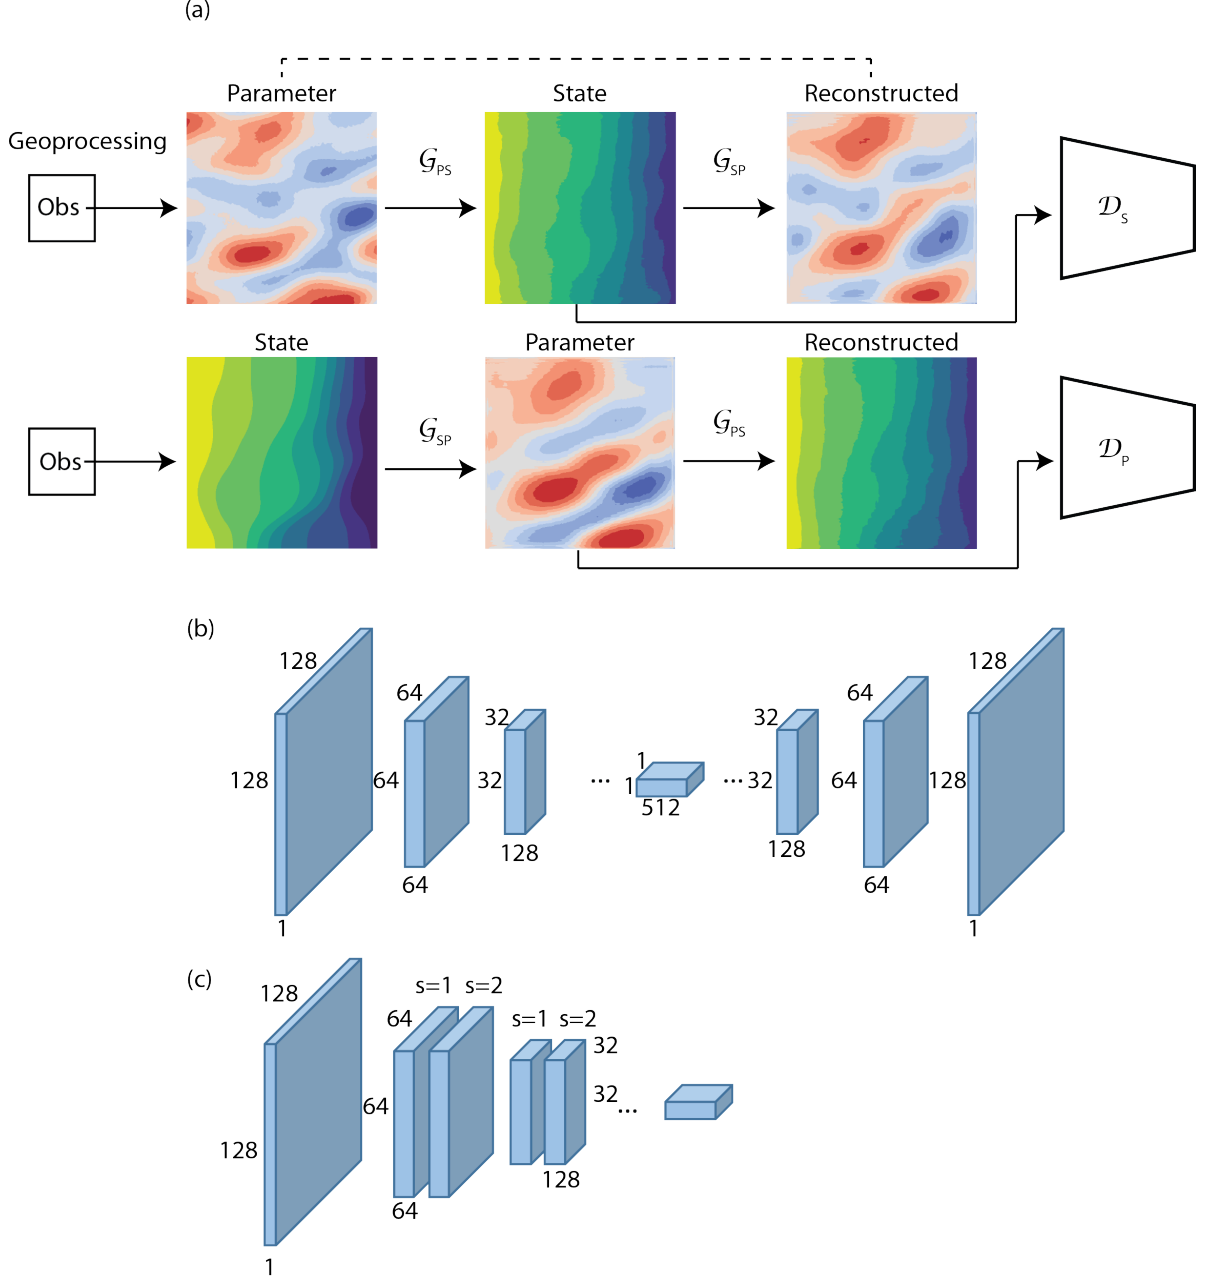 (a)
Parameter State Reconstructed
Geoprocessing
Obs 𝒢PS 𝒢SP 𝒟S
State Parameter Reconstructed
Obs 𝒢SP 𝒢PS 𝒟P
(b)
128 128
64 64
32 32
1
128 64 32 ... 1 ... 32 64 128
512
128 128
64 64
1 1
(c)
s=1 s=2
128
64
s=1 s=2
32
64 32 ...
128
128
64
1